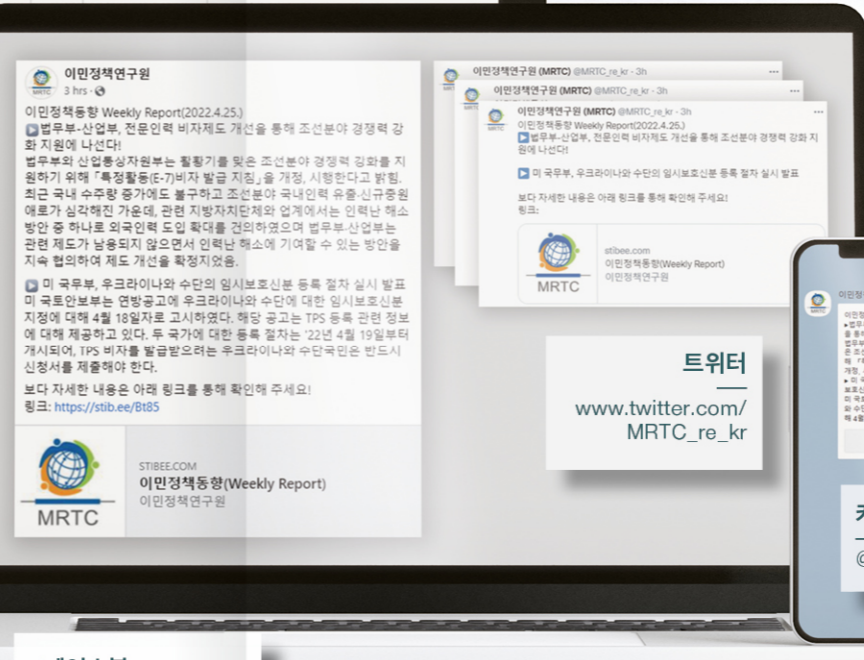 이민정책연구원
3 hrs ·
이민정책동향 Weekly Report(2022.4.25.)
▶법무부-산업부, 전문인력 비자제도 개선을 통해 조선분야 경쟁력 강
화 지원에 나선다!
법무부와 산업통상자원부는 활황기를 맞은 조선분야 경쟁력 강화를 지
원하기 위해 「특정활동(E-7)비자 발급 지침」을 개정, 시행한다고 밝힘.
최근 국내 수주량 증가에도 불구하고 조선분야 국내인력 유출·신규충원
애로가 심각해진 가운데, 관련 지방자치단체와 업계에서는 인력난 해소
방안 중 하나로 외국인력 도입 확대를 건의하였으며 법무부·산업부는
관련 제도가 남용되지 않으면서 인력난 해소에 기여할 수 있는 방안을
지속 협의하여 제도 개선을 확정지었음.
▶ 미 국무부, 우크라이나와 수단의 임시보호신분 등록 절차 실시 발표
미 국토안보부는 연방공고에 우크라이나와 수단에 대한 임시보호신분
지정에 대해 4월 18일자로 고시하였다. 해당 공고는 TPS 등록 관련 정보
에 대해 제공하고 있다. 두 국가에 대한 등록 절차는 '22년 4월 19일부터
개시되어, TPS 비자를 발급받으려는 우크라이나와 수단국민은 반드시
신청서를 제출해야 한다.
보다 자세한 내용은 아래 링크를 통해 확인해 주세요!
링크: https://stib.ee/Bt85
MRTC
STIBEE.COM
이민정책동향(Weekly Report)
이민정책연구원
이민정책연구원 (MRTC) @MRTC_re_kr · 3h
이민정책연구원 (MRTC) @MRTC_re_kr · 3h
이민정책연구원 (MRTC) @MRTC_re_kr · 3h
이민정책동향 Weekly Report(2022.4.25.)
▶법무부-산업부, 전문인력 비자제도 개선을 통해 조선분야 경쟁력 강화 지
원에 나선다!
▶ 미 국무부, 우크라이나와 수단의 임시보호신분 등록 절차 실시 발표
보다 자세한 내용은 아래 링크를 통해 확인해 주세요!
링크:
MRTC
stibee.com
이민정책동향(Weekly Report)
이민정책연구원
트위터
www.twitter.com/
MRTC_re_kr